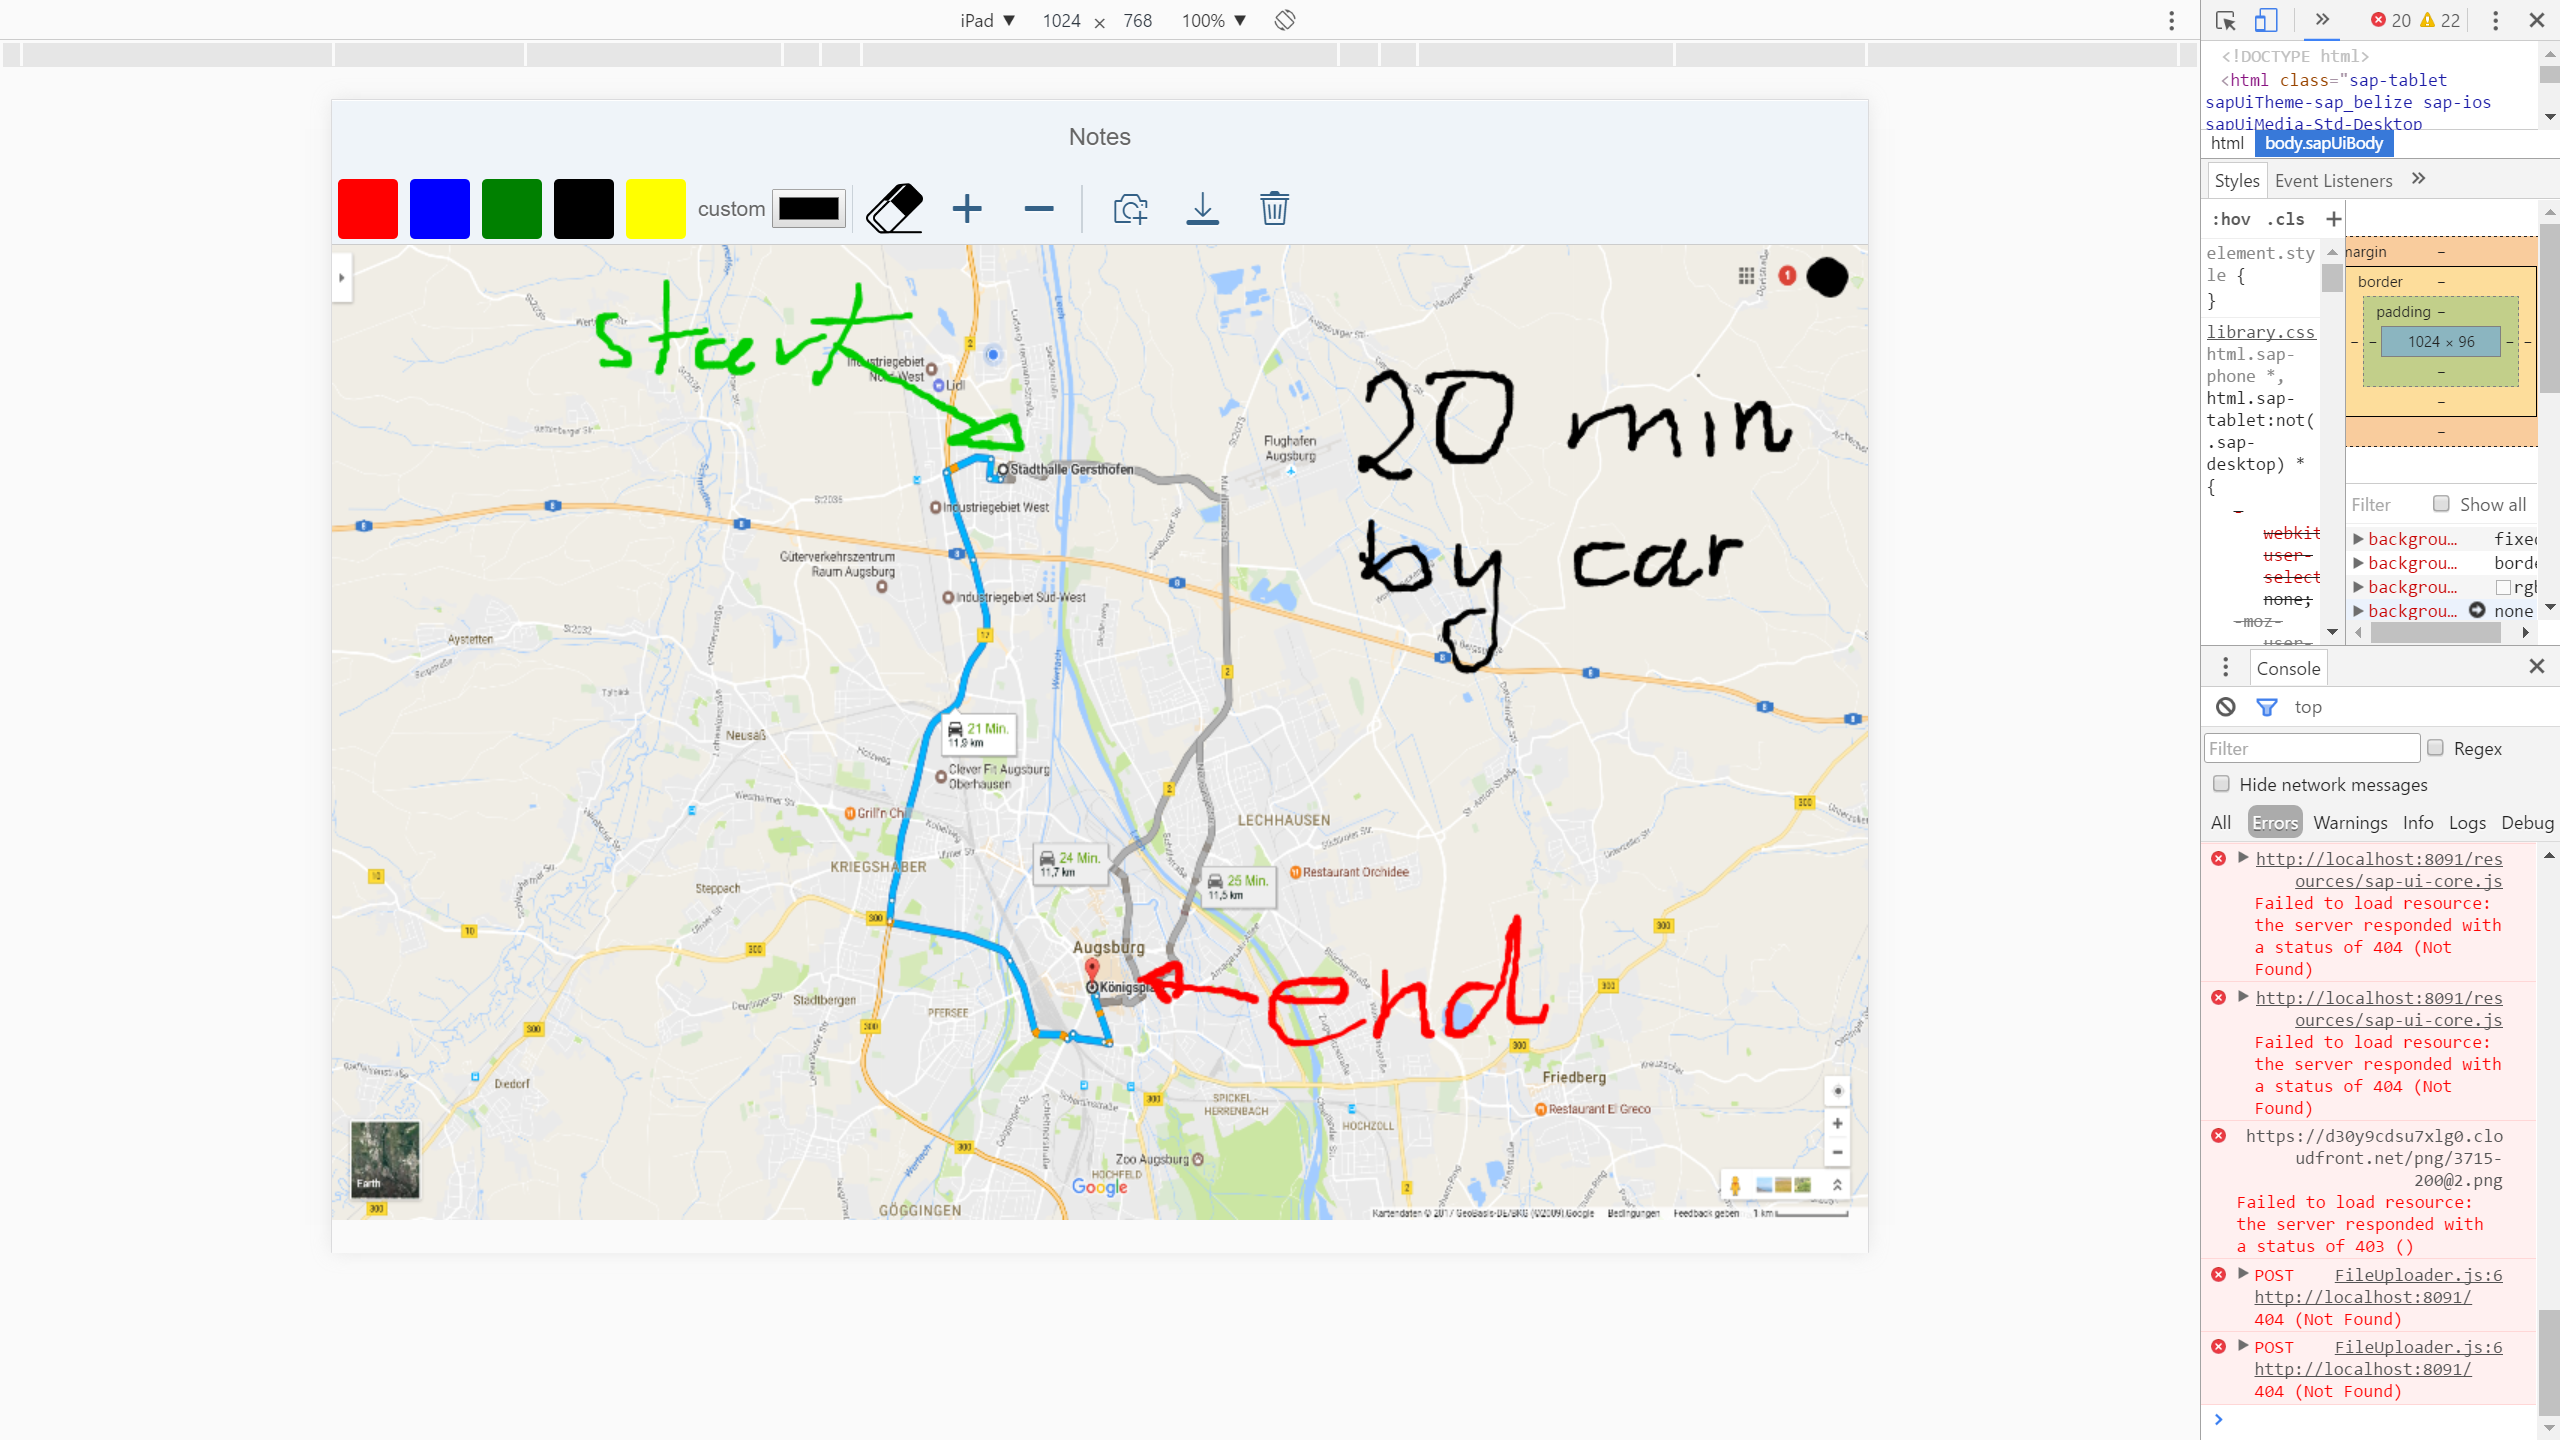 iPad ▼ 1024 × 768 100% ▼
Notes
custom
start
20 min
by car
end
Industriegebiet
Nord-West
Lidl
Flughafen
Augsburg
Stadthalle Gersthofen
Industriegebiet West
Güterverkehrszentrum
Raum Augsburg
Industriegebiet Süd-West
Aystetten
Neusäß
21 Min.
11,9 km
Clever Fit Augsburg
Oberhausen
Grill'n Chi
LECHHAUSEN
KRIEGSHABER
24 Min.
11,7 km
25 Min.
11,5 km
Restaurant Orchidee
Steppach
Augsburg
Königspla
Stadtbergen
PFERSEE
Diedorf
Friedberg
SPICKEL
HERRENBACH
Restaurant El Greco
HOCHZOLL
Zoo Augsburg
HOCHFELD
Google
GÖGGINGEN
Earth
Kartendaten © 2017 GeoBasis-DE/BKG (©2009),Google Bedingungen Feedback geben 1 km
20 22
<!DOCTYPE html>
<html class="sap-tablet
sapUiTheme-sap_belize sap-ios
sapUiMedia-Std-Desktop
html body.sapUiBody
Styles Event Listeners
:hov .cls +
element.sty
le {
}
library.css
html.sap-
phone *,
html.sap-
tablet:not(
.sap-
desktop) *
{
webkit
user-
select
none;
-moz-
user-
margin –
border –
padding –
1024 × 96
Filter Show all
backgrou… fixed
backgrou… borde
backgrou… rgb
backgrou… none
Console
top
Filter Regex
Hide network messages
All Errors Warnings Info Logs Debug
http://localhost:8091/res
ources/sap-ui-core.js
Failed to load resource:
the server responded with
a status of 404 (Not
Found)
http://localhost:8091/res
ources/sap-ui-core.js
Failed to load resource:
the server responded with
a status of 404 (Not
Found)
https://d30y9cdsu7xlg0.clo
udfront.net/png/3715-
200@2.png
Failed to load resource:
the server responded with
a status of 403 ()
POST FileUploader.js:6
http://localhost:8091/
404 (Not Found)
POST FileUploader.js:6
http://localhost:8091/
404 (Not Found)